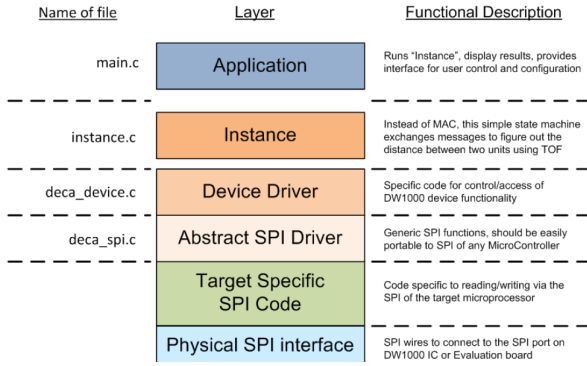 Name of file
Layer
Functional Description
main.c
Application
Runs "Instance", display results, provides
interface for user control and configuration
instance.c
Instance
Instead of MAC, this simple state machine
exchanges messages to figure out the
distance between two units using TOF
deca_device.c
Device Driver
Specific code for control/access of
DW1000 device functionality
deca_spi.c
Abstract SPI Driver
Generic SPI functions, should be easily
portable to SPI of any MicroController
Target Specific
SPI Code
Code specific to reading/writing via the
SPI of the target microprocessor
Physical SPI interface
SPI wires to connect to the SPI port on
DW1000 IC or Evaluation board